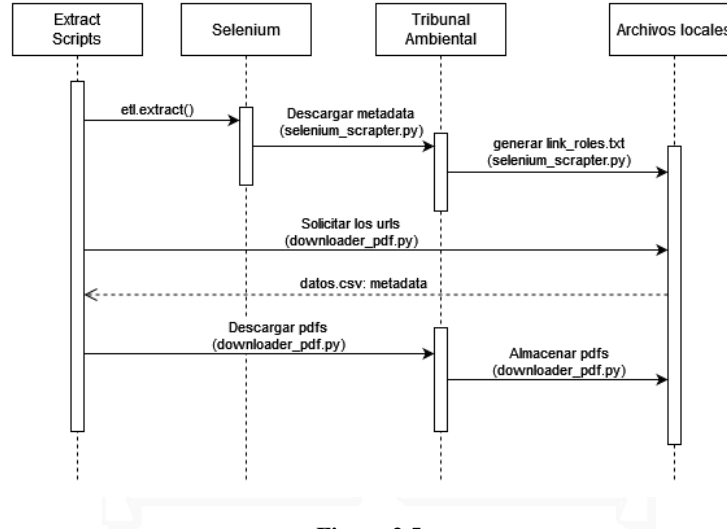 Extract
Scripts
Selenium
Tribunal
Ambiental
Archivos locales
etl.extract()
Descargar metadata
(selenium_scrapter.py)
generar link_roles.txt
(selenium_scrapter.py)
Solicitar los urls
(downloader_pdf.py)
datos.csv: metadata
Descargar pdfs
(downloader_pdf.py)
Almacenar pdfs
(downloader_pdf.py)